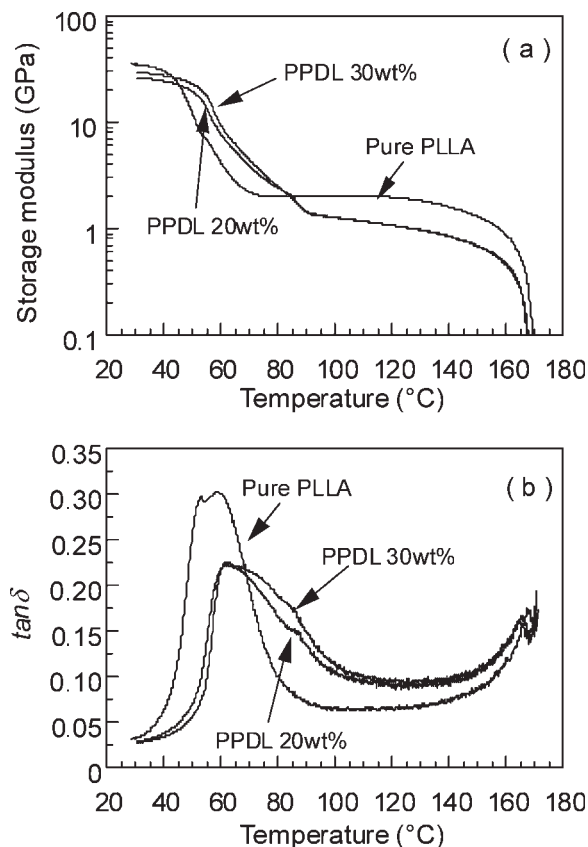 ( a )
Storage modulus (GPa)
100
10
1
0.1
PPDL 30wt%
Pure PLLA
PPDL 20wt%
20 40 60 80 100 120 140 160 180
Temperature (°C)
( b )
tanδ
0.35
0.30
0.25
0.20
0.15
0.10
0.05
0
Pure PLLA
PPDL 30wt%
PPDL 20wt%
20 40 60 80 100 120 140 160 180
Temperature (°C)